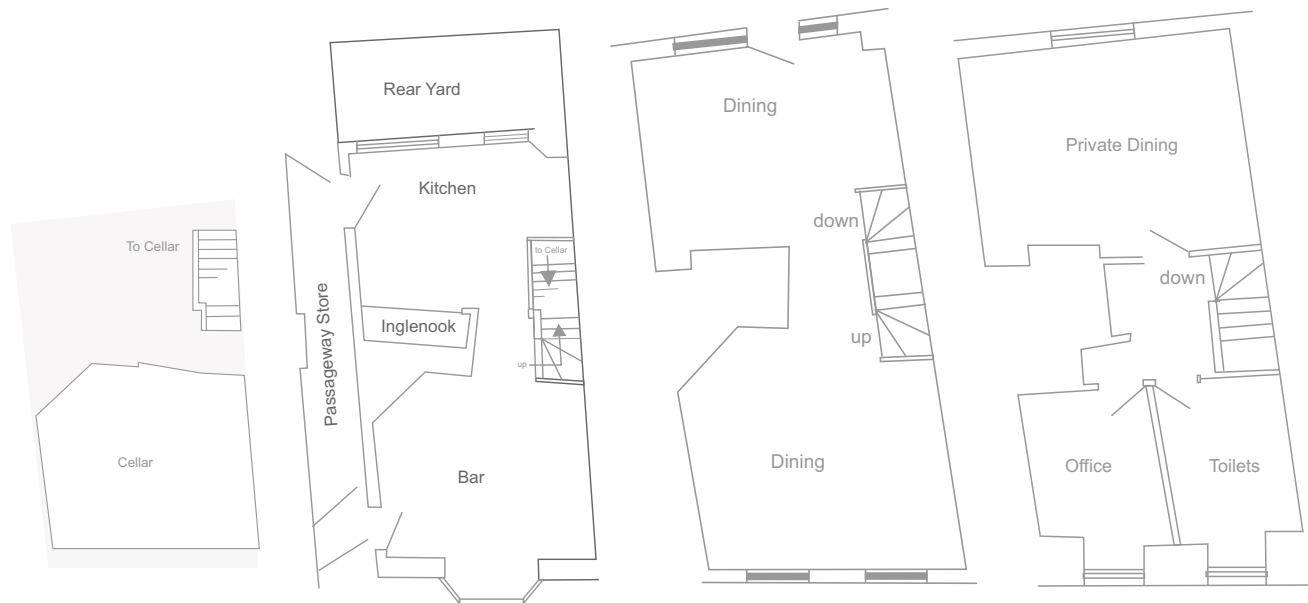 To Cellar
Cellar
Rear Yard
Kitchen
to Cellar
Inglenook
up
Passageway Store
Bar
Dining
down
up
Dining
Private Dining
down
Office
Toilets